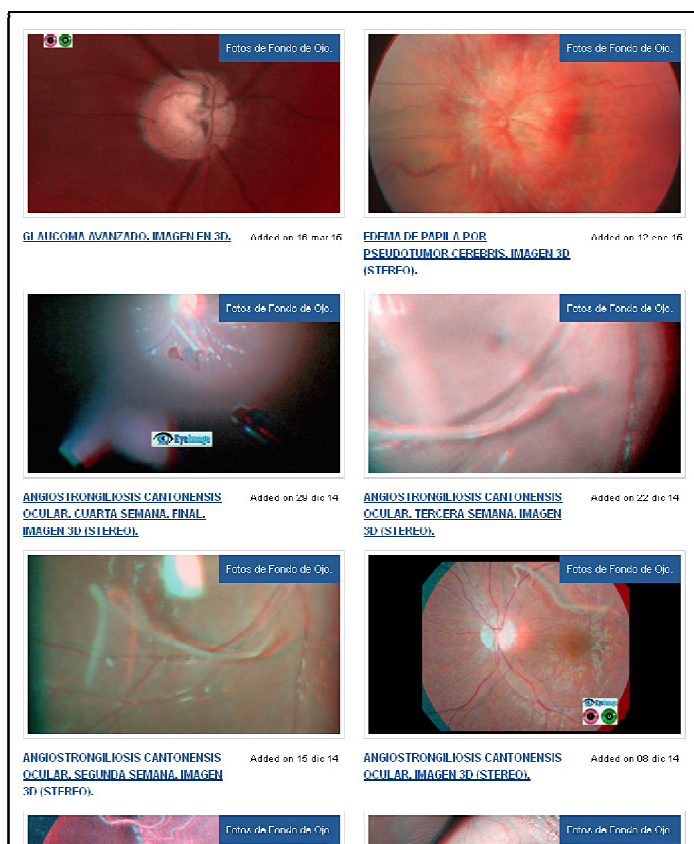 Fotos de Fondo de Ojo.
Fotos de Fondo de Ojo.
GLAUCOMA AVANZADO. IMAGEN EN 3D.
Added on 16 mar 15
EDEMA DE PAPILA POR
PSEUDOTUMOR CEREBRIS. IMAGEN 3D
(STEREO).
Added on 12 ene 15
Fotos de Fondo de Ojo.
EyeImage
Fotos de Fondo de Ojo.
ANGIOSTRONGILIOSIS CANTONENSIS
OCULAR. CUARTA SEMANA. FINAL.
IMAGEN 3D (STEREO).
Added on 29 dic 14
ANGIOSTRONGILIOSIS CANTONENSIS
OCULAR. TERCERA SEMANA. IMAGEN
3D (STEREO).
Added on 22 dic 14
Fotos de Fondo de Ojo.
Fotos de Fondo de Ojo.
EyeImage
ANGIOSTRONGILIOSIS CANTONENSIS
OCULAR. SEGUNDA SEMANA. IMAGEN
3D (STEREO).
Added on 15 dic 14
ANGIOSTRONGILIOSIS CANTONENSIS
OCULAR. IMAGEN 3D (STEREO).
Added on 08 dic 14
Fotos de Fondo de Ojo.
Fotos de Fondo de Ojo.